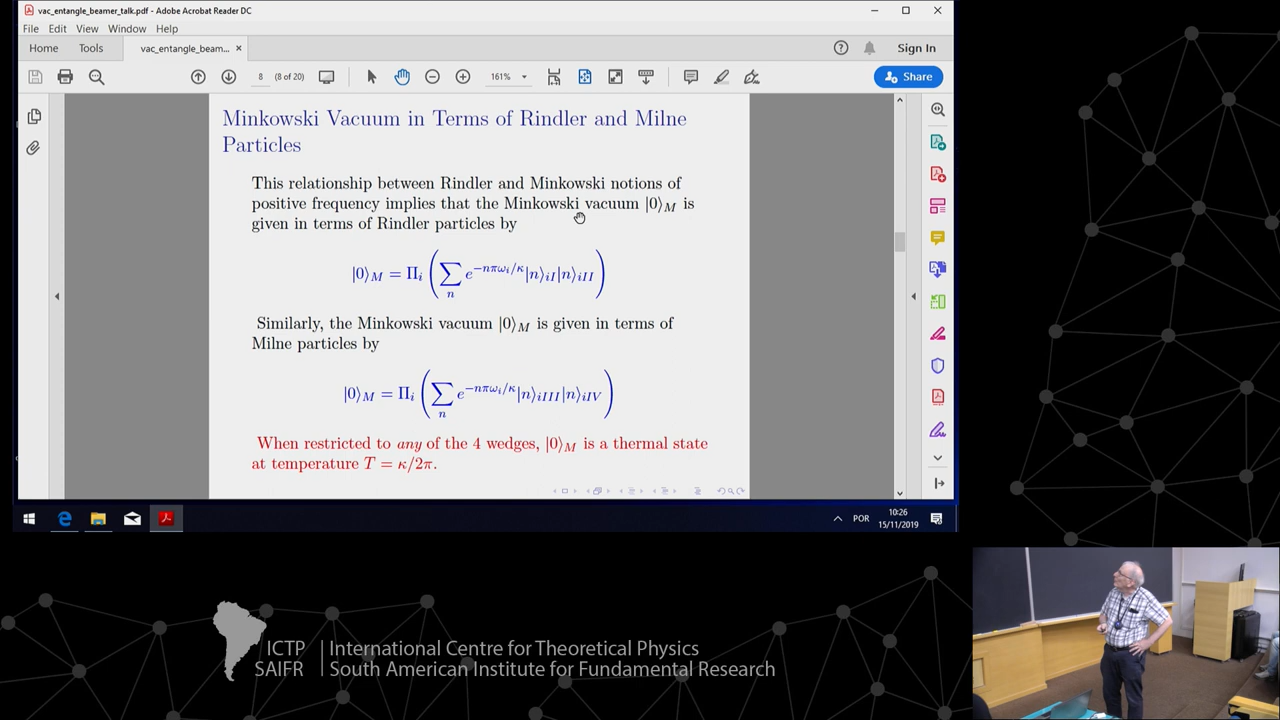 vac_entangle_beamer_talk.pdf - Adobe Acrobat Reader DC
File Edit View Window Help
Home Tools vac_entangle_beam... × Sign In
8 (8 of 20) 161% Share
Minkowski Vacuum in Terms of Rindler and Milne
Particles
This relationship between Rindler and Minkowski notions of
positive frequency implies that the Minkowski vacuum |0⟩_M is
given in terms of Rindler particles by
|0⟩_M = Π_i ( ∑_n e^{-nπω_i/κ} |n⟩_{iI} |n⟩_{iII} )
Similarly, the Minkowski vacuum |0⟩_M is given in terms of
Milne particles by
|0⟩_M = Π_i ( ∑_n e^{-nπω_i/κ} |n⟩_{iIII} |n⟩_{iIV} )
When restricted to any of the 4 wedges, |0⟩_M is a thermal state
at temperature T = κ/2π.
POR 10:26
15/11/2019
ICTP International Centre for Theoretical Physics
SAIFR South American Institute for Fundamental Research